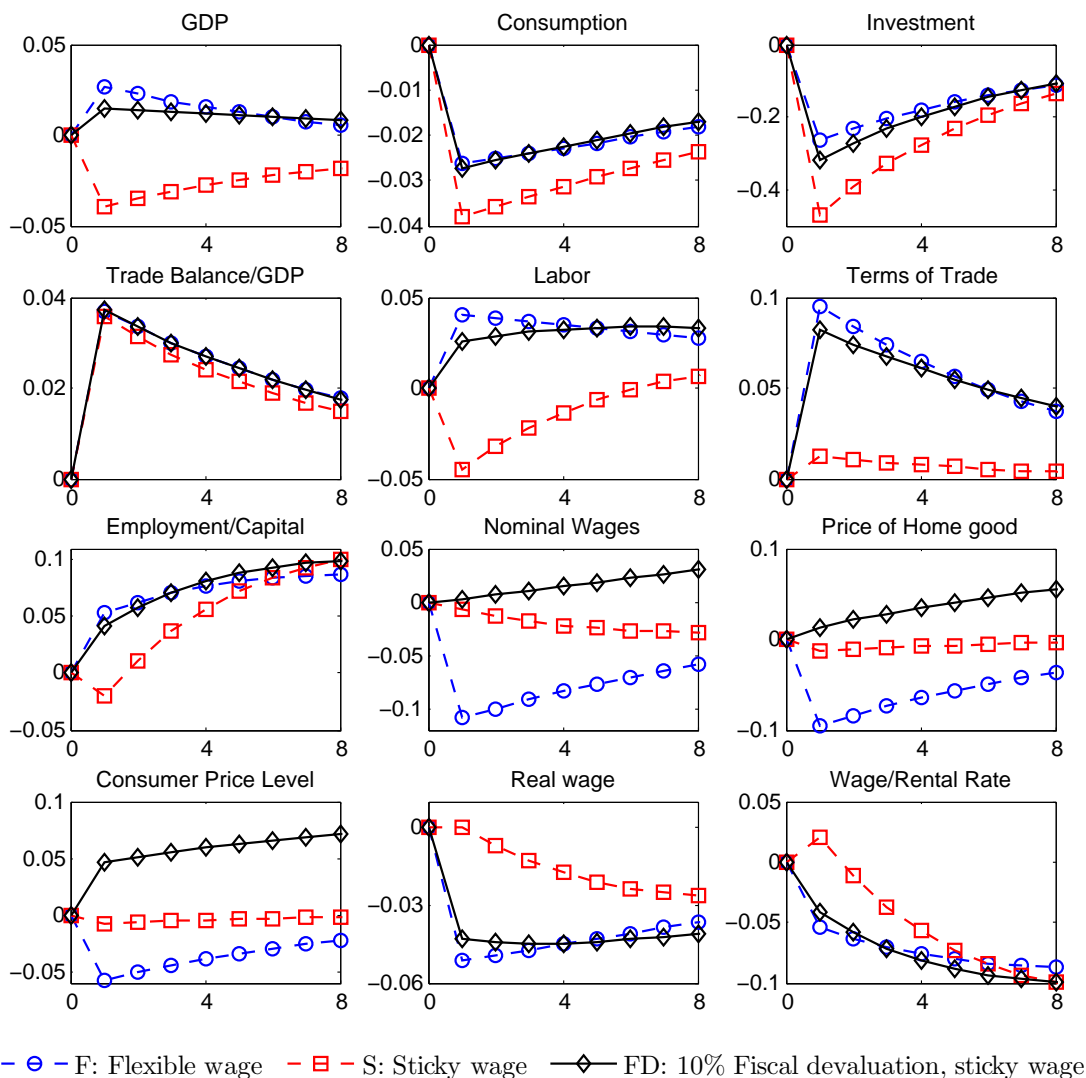 GDP
Consumption
Investment
0.05
0
−0.05
0 4 8
0
−0.01
−0.02
−0.03
−0.04
0 4 8
0
−0.2
−0.4
0 4 8
Trade Balance/GDP
Labor
Terms of Trade
0.04
0.02
0
0 4 8
0.05
0
−0.05
0 4 8
0.1
0.05
0
0 4 8
Employment/Capital
Nominal Wages
Price of Home good
0.1
0.05
0
−0.05
0 4 8
0.05
0
−0.05
−0.1
0 4 8
0.1
0
−0.1
0 4 8
Consumer Price Level
Real wage
Wage/Rental Rate
0.1
0.05
0
−0.05
0 4 8
0
−0.03
−0.06
0 4 8
0.05
0
−0.05
−0.1
0 4 8
F: Flexible wage
S: Sticky wage
FD: 10% Fiscal devaluation, sticky wage